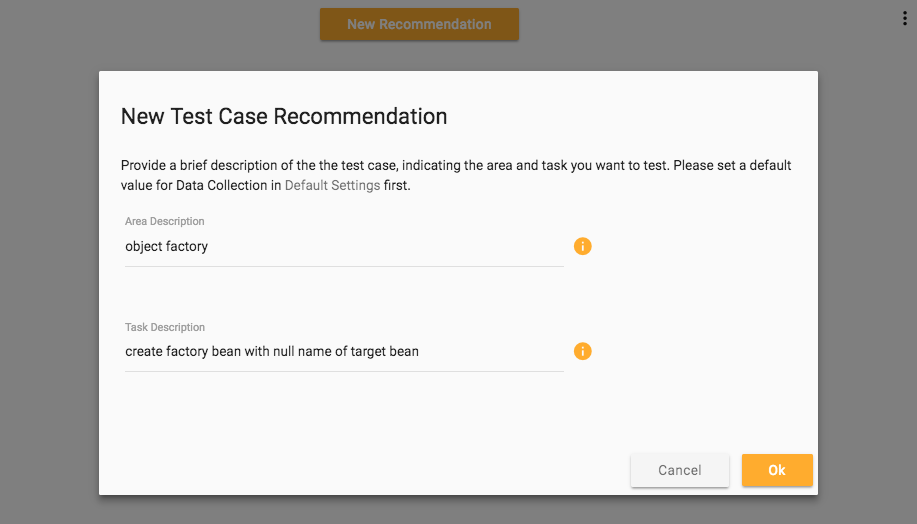 New Recommendation
New Test Case Recommendation
Provide a brief description of the the test case, indicating the area and task you want to test. Please set a default
value for Data Collection in Default Settings first.
Area Description
object factory
Task Description
create factory bean with null name of target bean
Cancel
Ok